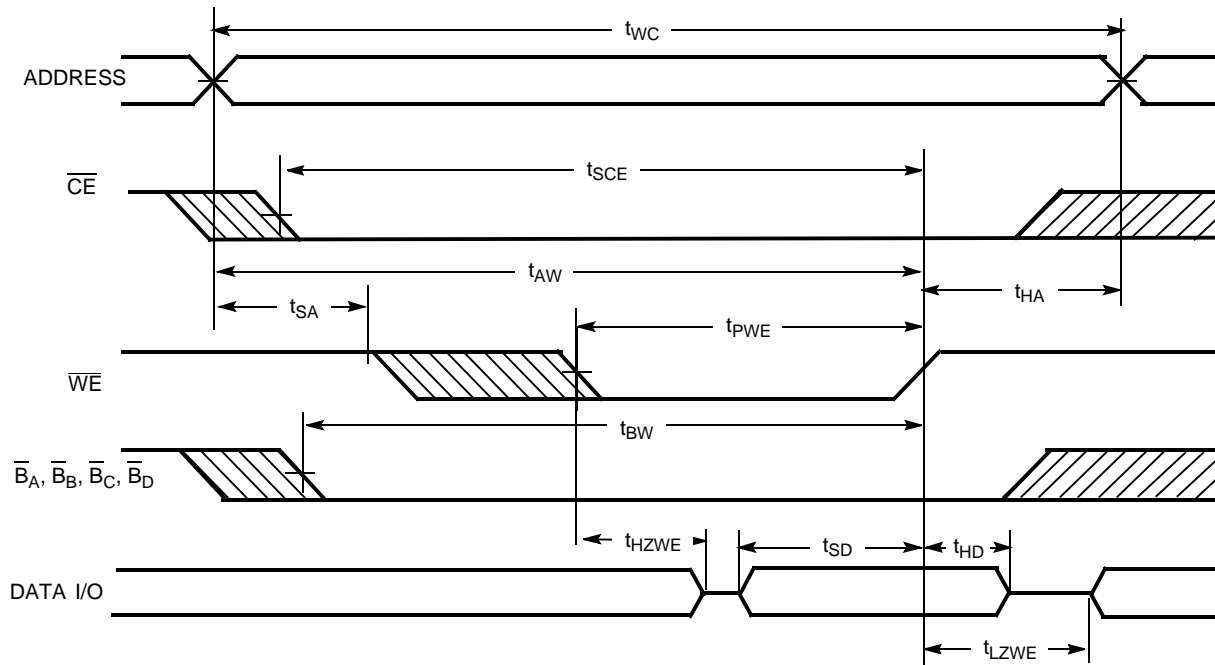 tWC
ADDRESS
CE
tSCE
tAW
tHA
tSA
tPWE
WE
tBW
BA, BB, BC, BD
tHZWE
tSD
tHD
DATA I/O
tLZWE